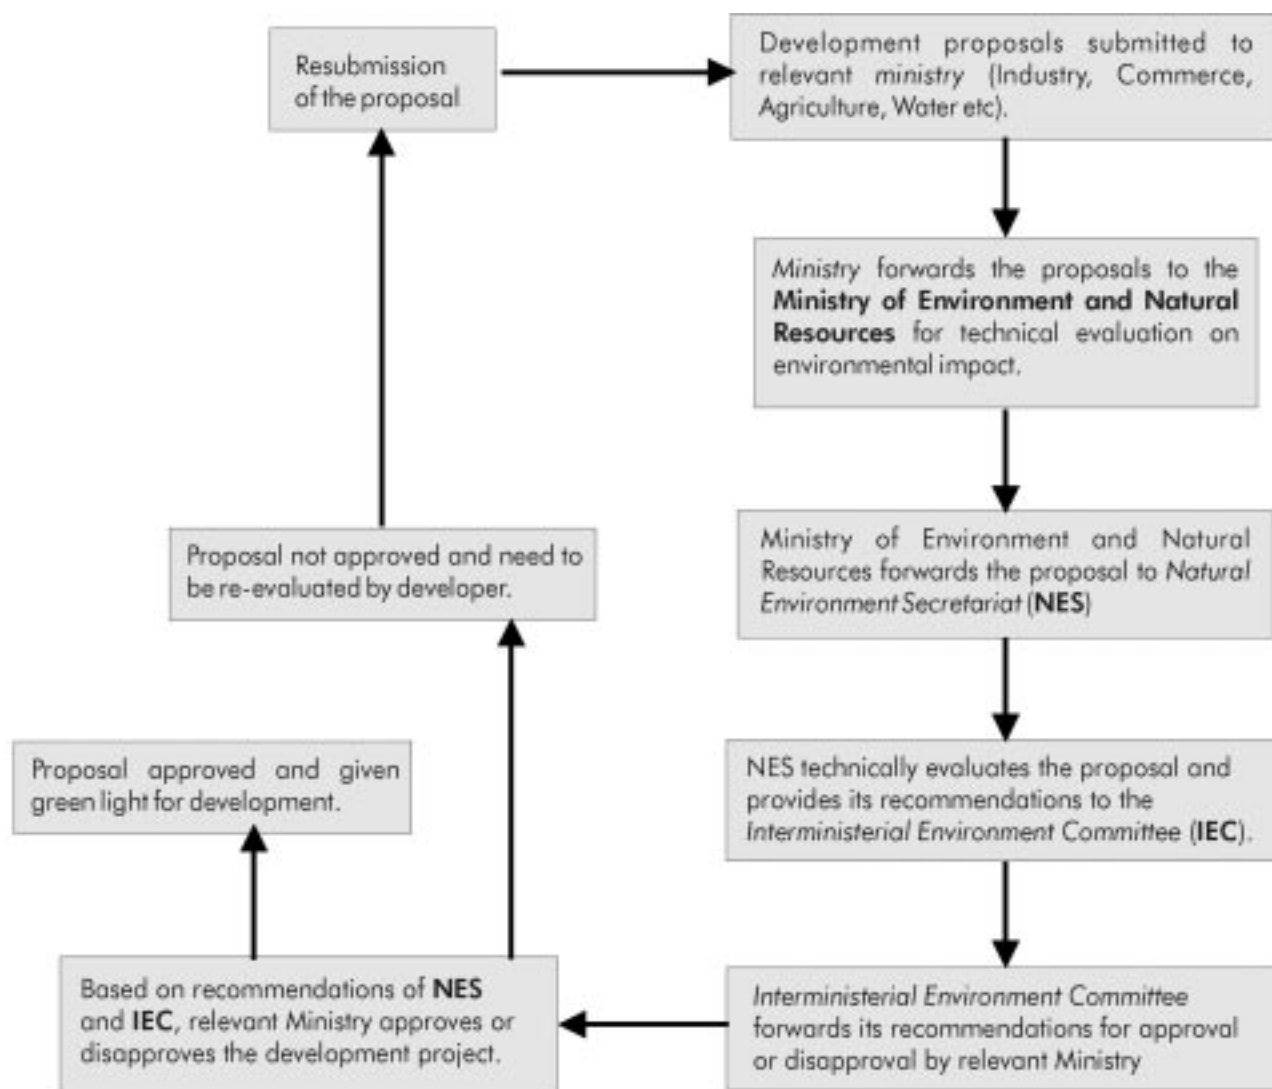 Resubmission
of the proposal
Development proposals submitted to
relevant ministry (Industry, Commerce,
Agriculture, Water etc).
Ministry forwards the proposals to the
Ministry of Environment and Natural
Resources for technical evaluation on
environmental impact.
Ministry of Environment and Natural
Resources forwards the proposal to Natural
Environment Secretariat (NES)
NES technically evaluates the proposal and
provides its recommendations to the
Interministerial Environment Committee (IEC).
Interministerial Environment Committee
forwards its recommendations for approval
or disapproval by relevant Ministry
Based on recommendations of NES
and IEC, relevant Ministry approves or
disapproves the development project.
Proposal approved and given
green light for development.
Proposal not approved and need to
be re-evaluated by developer.